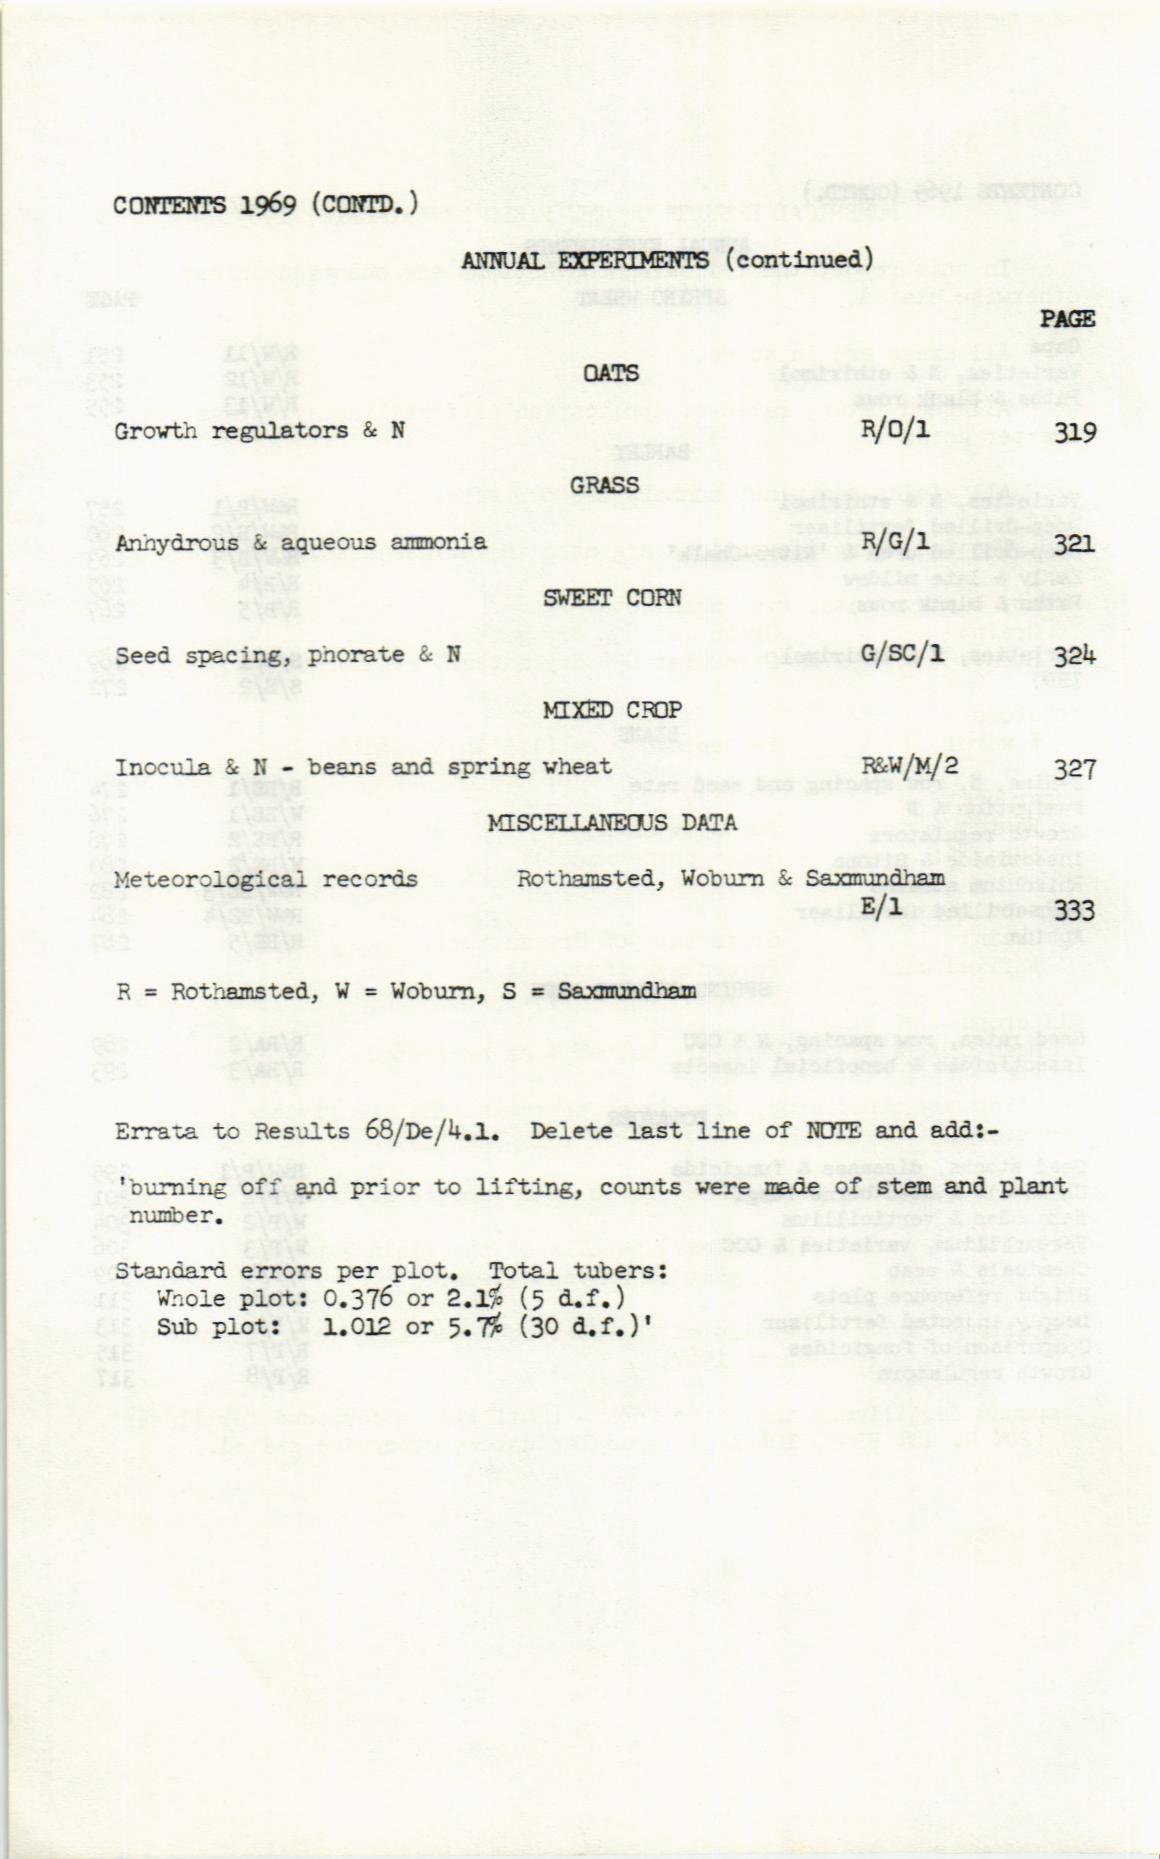 CONTENTS 1969 (CONTD.)
ANNUAL EXPERIMENTS (continued)
PAGE
OATS
Growth regulators & N R/O/1 319
GRASS
Anhydrous & aqueous ammonia R/G/1 321
SWEET CORN
Seed spacing, phorate & N G/SC/1 324
MIXED CROP
Inocula & N - beans and spring wheat R&W/M/2 327
MISCELLANEOUS DATA
Meteorological records Rothamsted, Woburn & Saxmundham
E/1 333
R = Rothamsted, W = Woburn, S = Saxmundham
Errata to Results 68/De/4.1. Delete last line of NOTE and add:-
'burning off and prior to lifting, counts were made of stem and plant
number.
Standard errors per plot. Total tubers:
Whole plot: 0.376 or 2.1% (5 d.f.)
Sub plot: 1.012 or 5.7% (30 d.f.)'